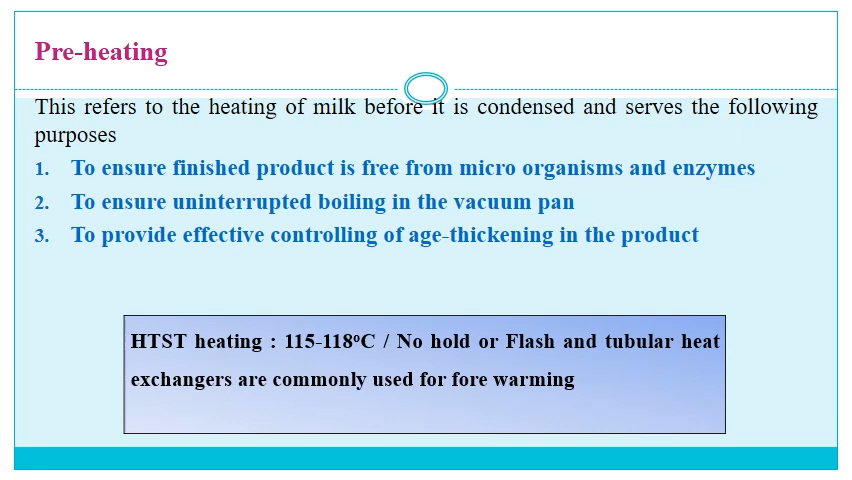 Pre-heating
This refers to the heating of milk before it is condensed and serves the following
purposes
1. To ensure finished product is free from micro organisms and enzymes
2. To ensure uninterrupted boiling in the vacuum pan
3. To provide effective controlling of age-thickening in the product
HTST heating : 115-118⁰C / No hold or Flash and tubular heat
exchangers are commonly used for fore warming